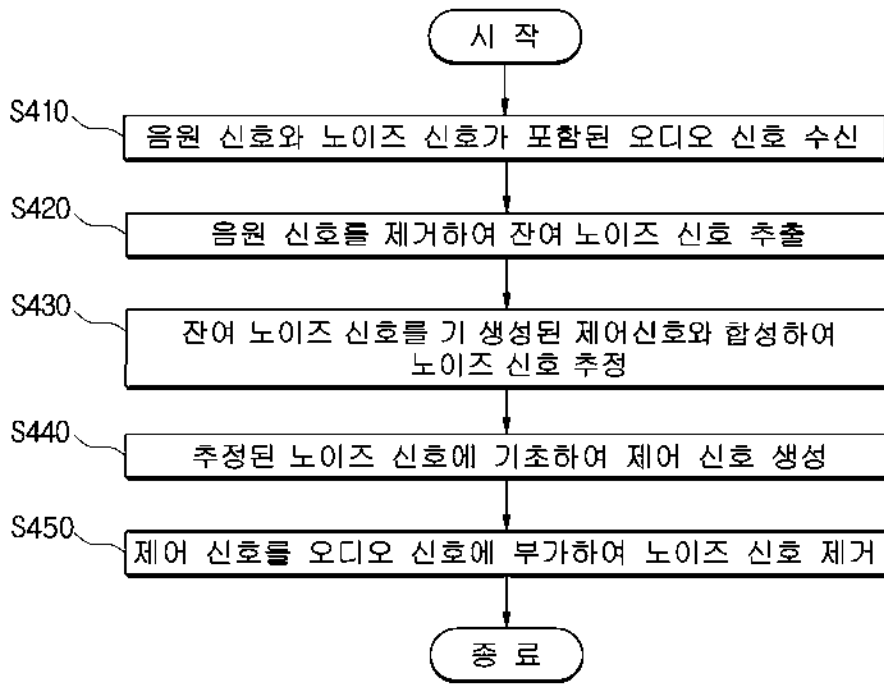 시 작
S410
음원 신호와 노이즈 신호가 포함된 오디오 신호 수신
S420
음원 신호를 제거하여 잔여 노이즈 신호 추출
S430
잔여 노이즈 신호를 기 생성된 제어신호와 합성하여
노이즈 신호 추정
S440
추정된 노이즈 신호에 기초하여 제어 신호 생성
S450
제어 신호를 오디오 신호에 부가하여 노이즈 신호 제거
종 료